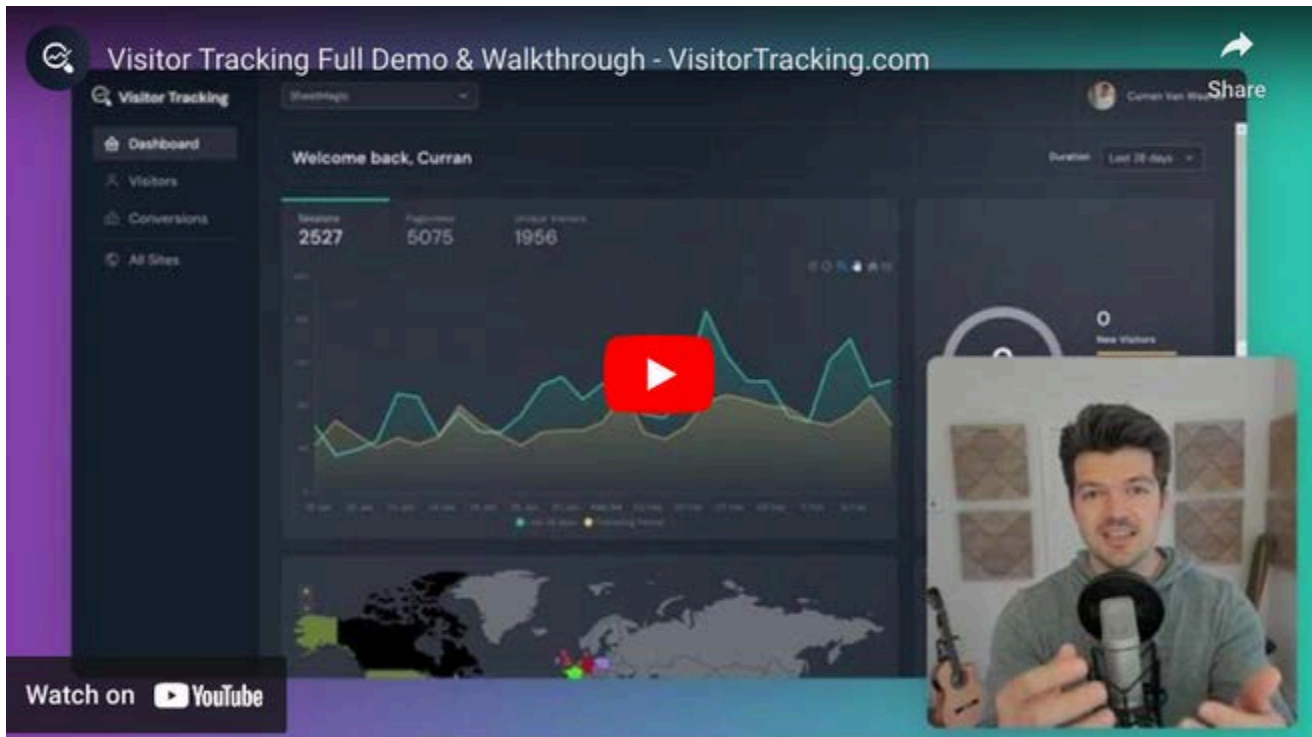 Visitor Tracking Full Demo & Walkthrough - VisitorTracking.com
Share
Visitor Tracking
SheetMagic
Dashboard
Visitors
Conversions
All Sites
Welcome back, Curran
Duration
Last 28 days
Sessions
2527
Pageviews
5075
Unique Visitors
1956
0
New Visitors
Watch on YouTube